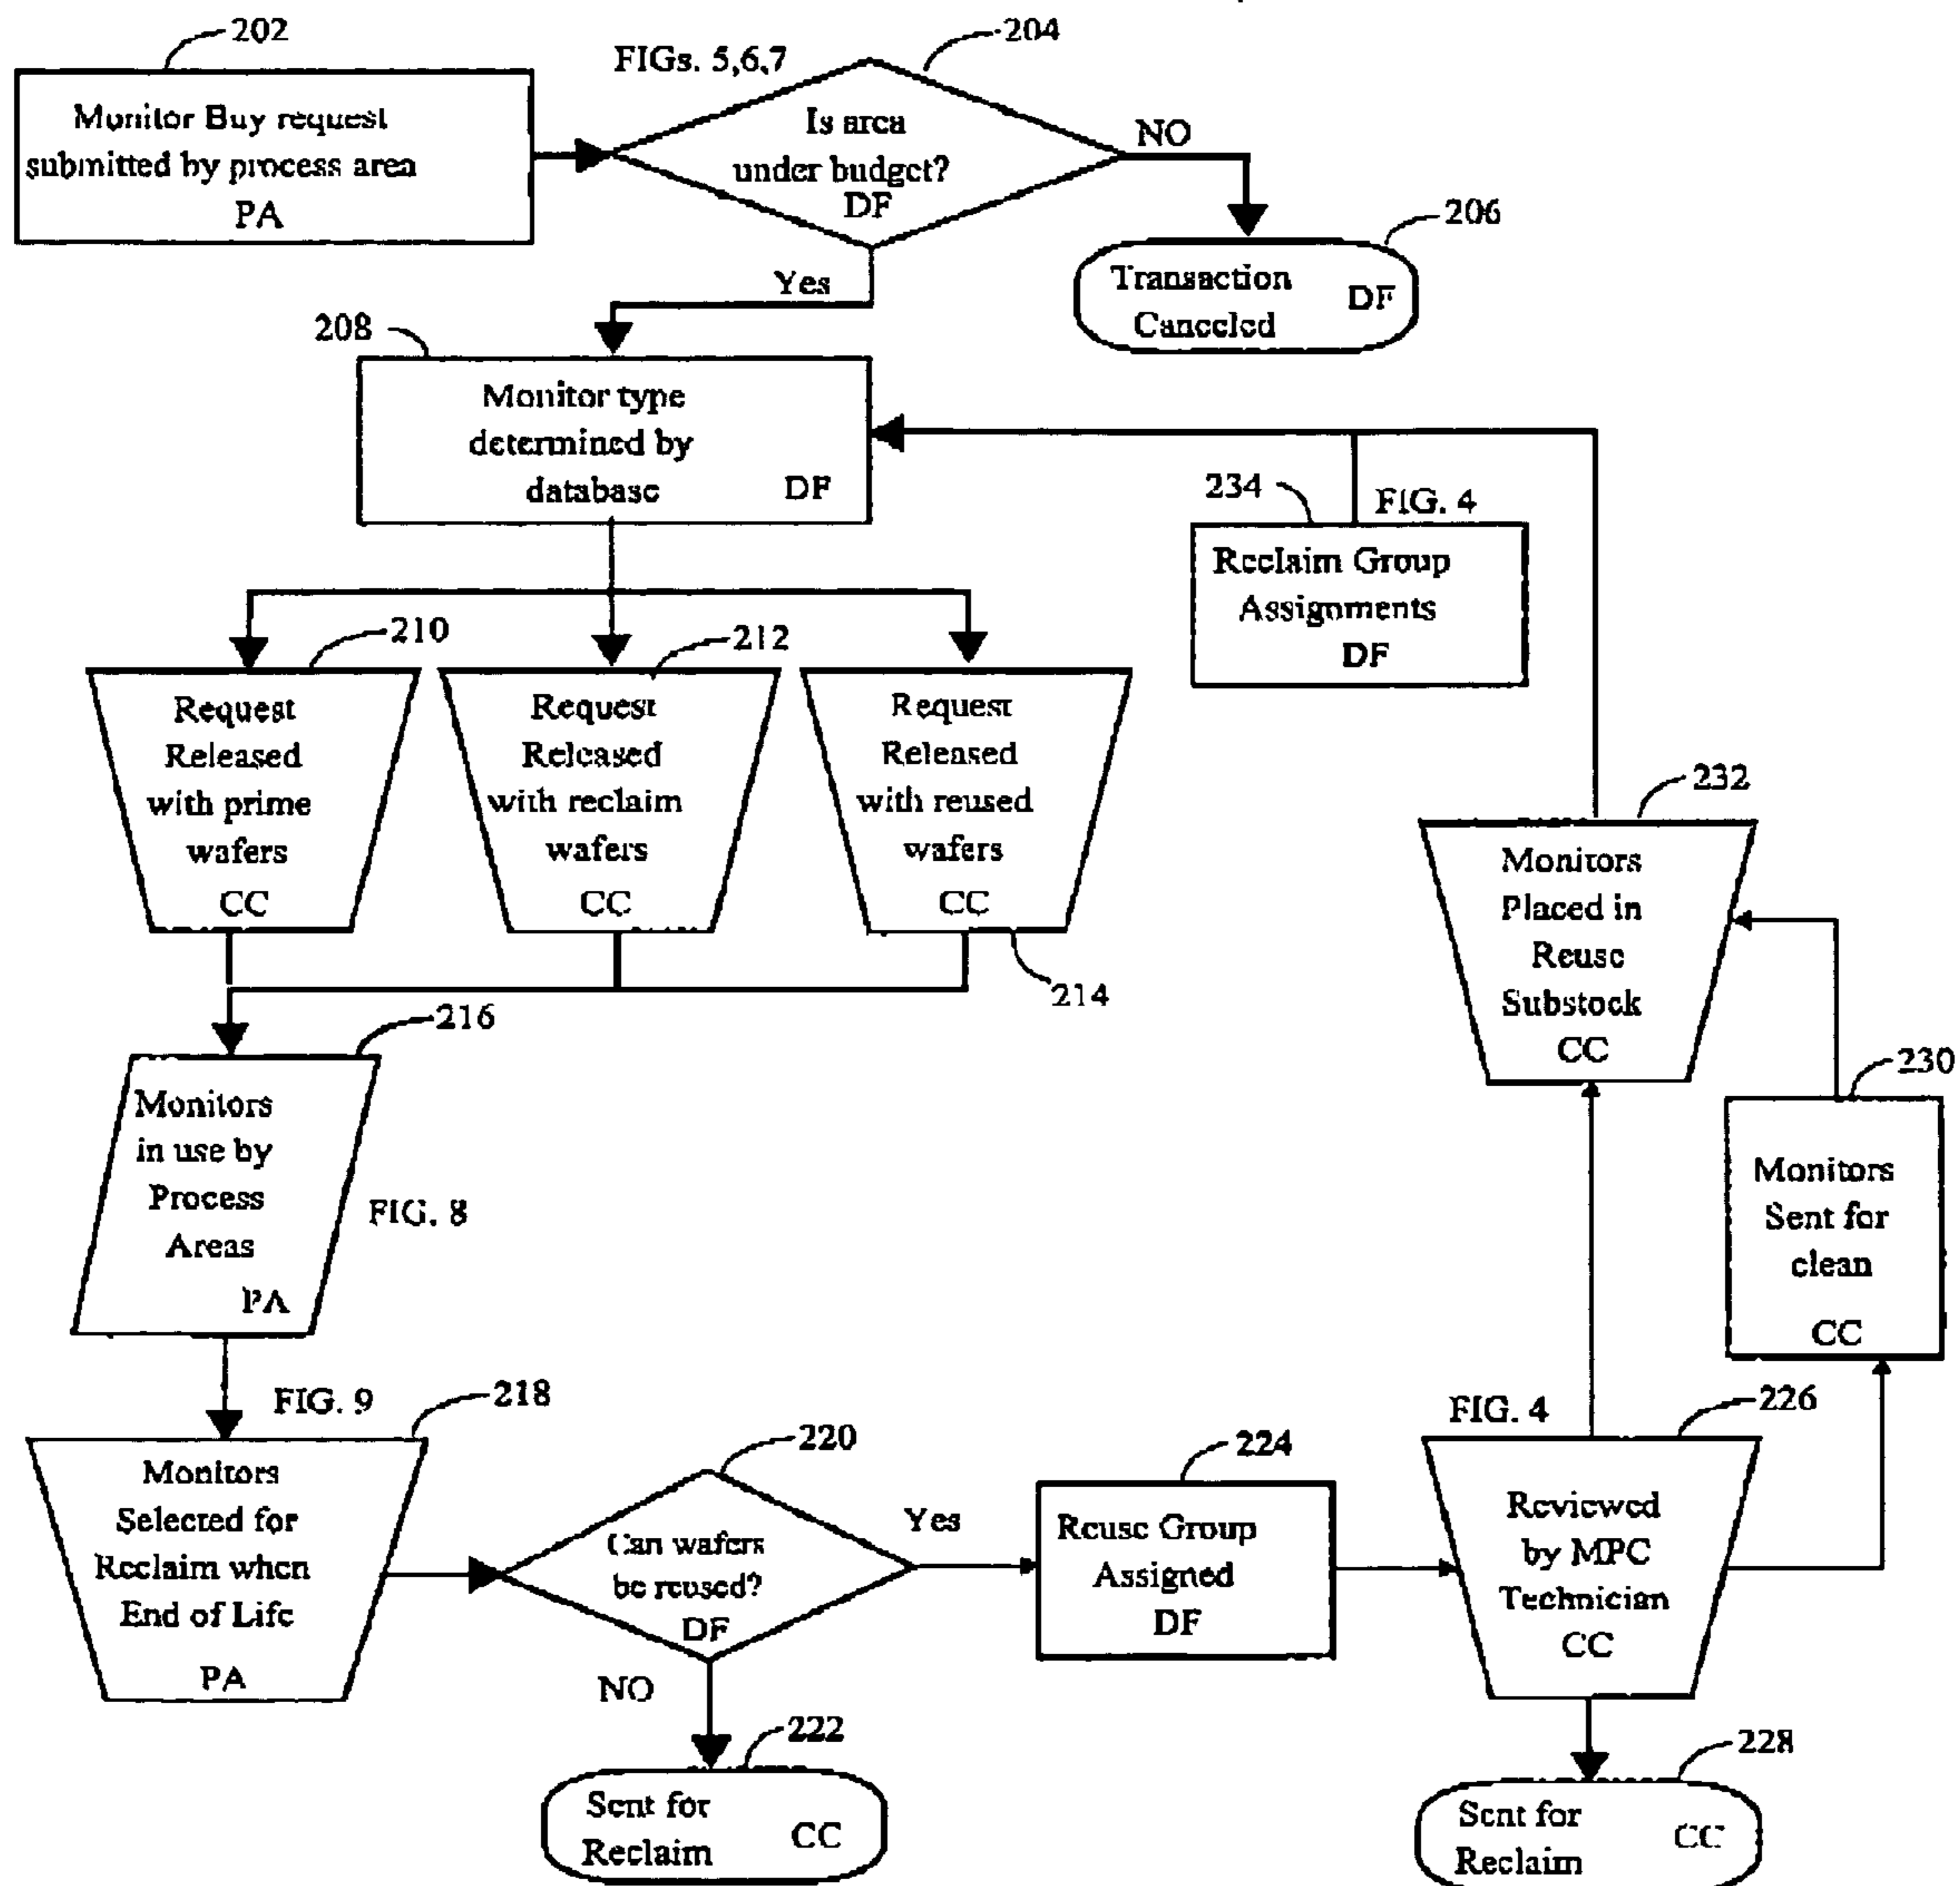 202
Monitor Buy request
submitted by process area
PA
FIGs. 5,6,7
204
Is area
under budget?
DF
NO
206
Transaction
Canceled
DF
Yes
208
Monitor type
determined by
database
DF
234
FIG. 4
Reclaim Group
Assignments
DF
210
Request
Released
with prime
wafers
CC
212
Request
Released
with reclaim
wafers
CC
Request
Released
with reused
wafers
CC
214
232
Monitors
Placed in
Reuse
Substock
CC
216
Monitors
in use by
Process
Areas
PA
FIG. 8
230
Monitors
Sent for
clean
CC
FIG. 9
218
Monitors
Selected for
Reclaim when
End of Life
PA
220
Can wafers
be reused?
DF
Yes
NO
222
Sent for
Reclaim
CC
224
Reuse Group
Assigned
DF
FIG. 4
226
Reviewed
by MPC
Technician
CC
228
Sent for
Reclaim
CC